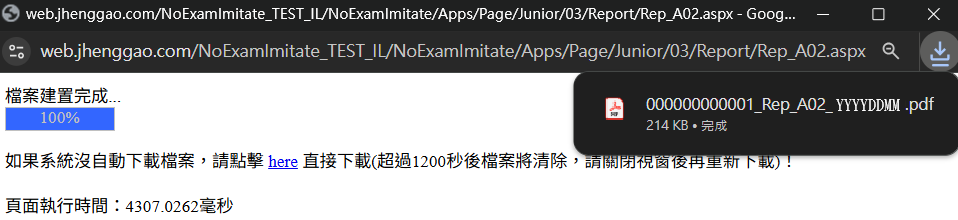 web.jhenggao.com/NoExamImitate_TEST_IL/NoExamImitate/Apps/Page/Junior/03/Report/Rep_A02.aspx - Goog...
web.jhenggao.com/NoExamImitate_TEST_IL/NoExamImitate/Apps/Page/Junior/03/Report/Rep_A02.aspx
000000000001_Rep_A02_YYYYDDMM.pdf
214 KB • 完成
檔案建置完成...
100%
如果系統沒自動下載檔案，請點擊 here 直接下載(超過1200秒後檔案將清除，請關閉視窗後再重新下載)！
頁面執行時間：4307.0262毫秒